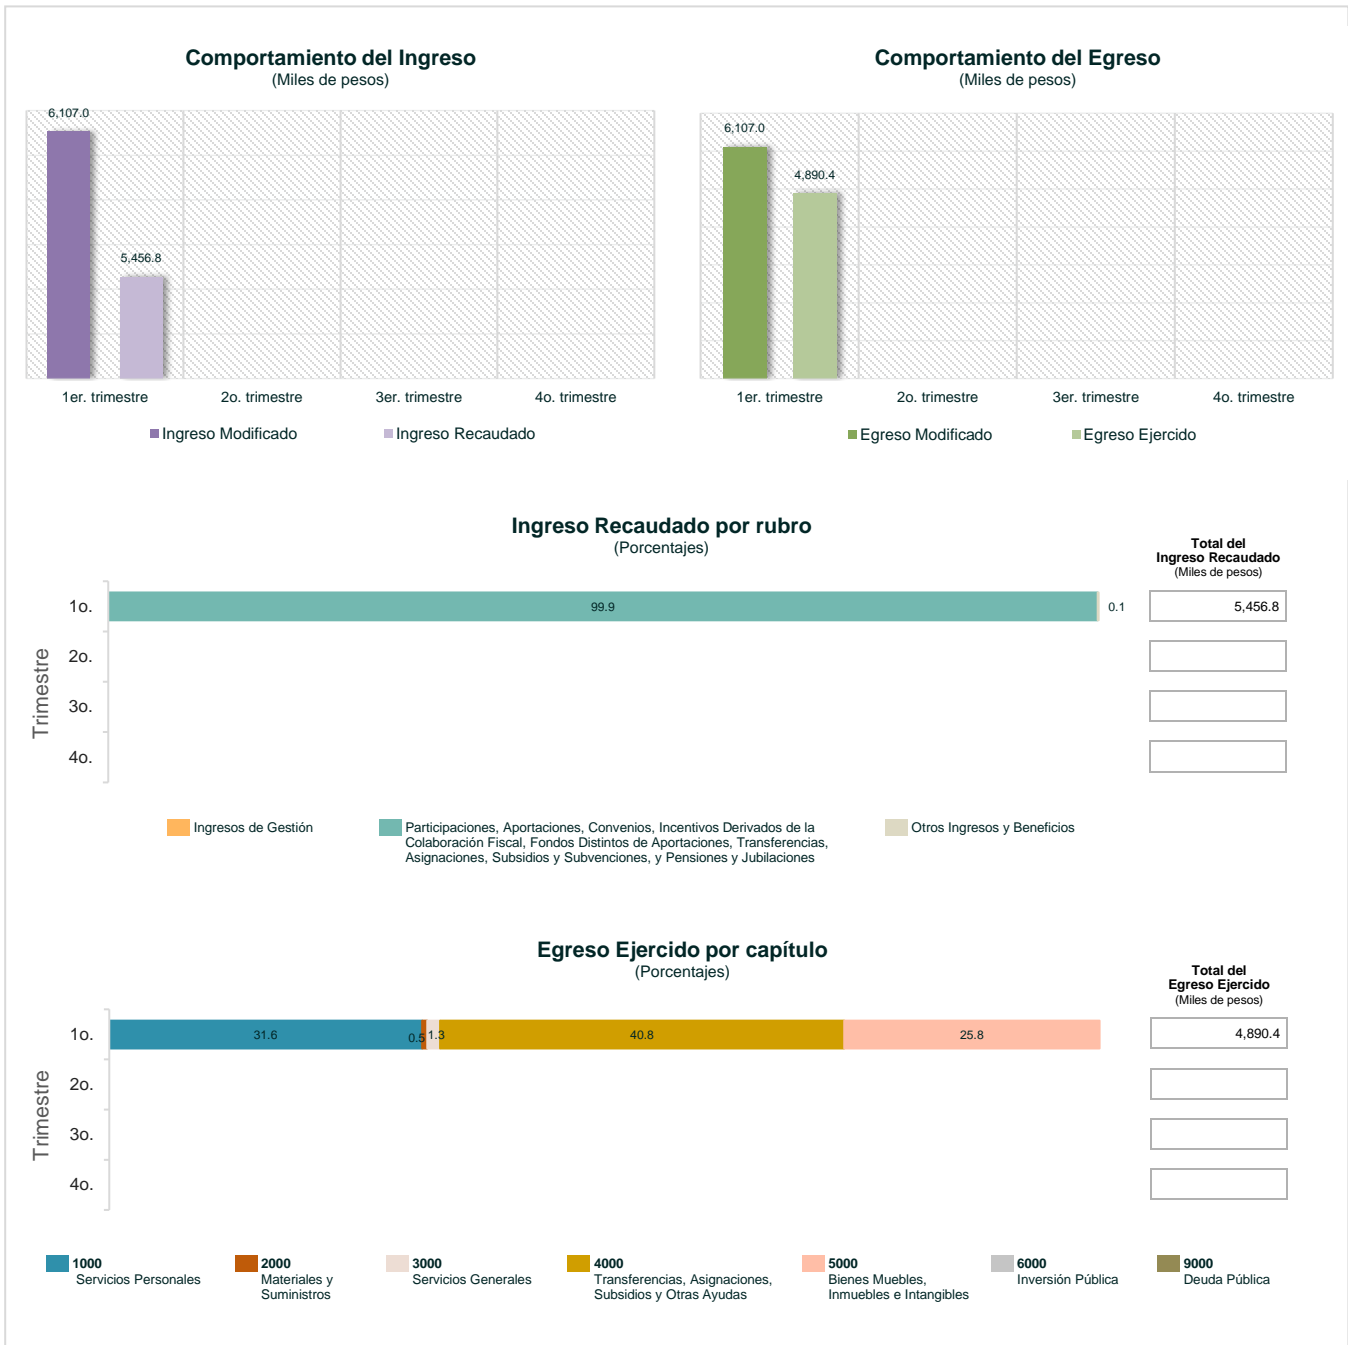 Comportamiento del Ingreso
(Miles de pesos)
6,107.0
5,456.8
1er. trimestre 2o. trimestre 3er. trimestre 4o. trimestre
Ingreso Modificado Ingreso Recaudado
Comportamiento del Egreso
(Miles de pesos)
6,107.0
4,890.4
1er. trimestre 2o. trimestre 3er. trimestre 4o. trimestre
Egreso Modificado Egreso Ejercido
Ingreso Recaudado por rubro
(Porcentajes)
Total del
Ingreso Recaudado
(Miles de pesos)
Trimestre
1o. 99.9 0.1 5,456.8
2o.
3o.
4o.
Ingresos de Gestión
Participaciones, Aportaciones, Convenios, Incentivos Derivados de la
Colaboración Fiscal, Fondos Distintos de Aportaciones, Transferencias,
Asignaciones, Subsidios y Subvenciones, y Pensiones y Jubilaciones
Otros Ingresos y Beneficios
Egreso Ejercido por capítulo
(Porcentajes)
Total del
Egreso Ejercido
(Miles de pesos)
Trimestre
1o. 31.6 0.5 1.3 40.8 25.8 4,890.4
2o.
3o.
4o.
1000
Servicios Personales
2000
Materiales y
Suministros
3000
Servicios Generales
4000
Transferencias, Asignaciones,
Subsidios y Otras Ayudas
5000
Bienes Muebles,
Inmuebles e Intangibles
6000
Inversión Pública
9000
Deuda Pública